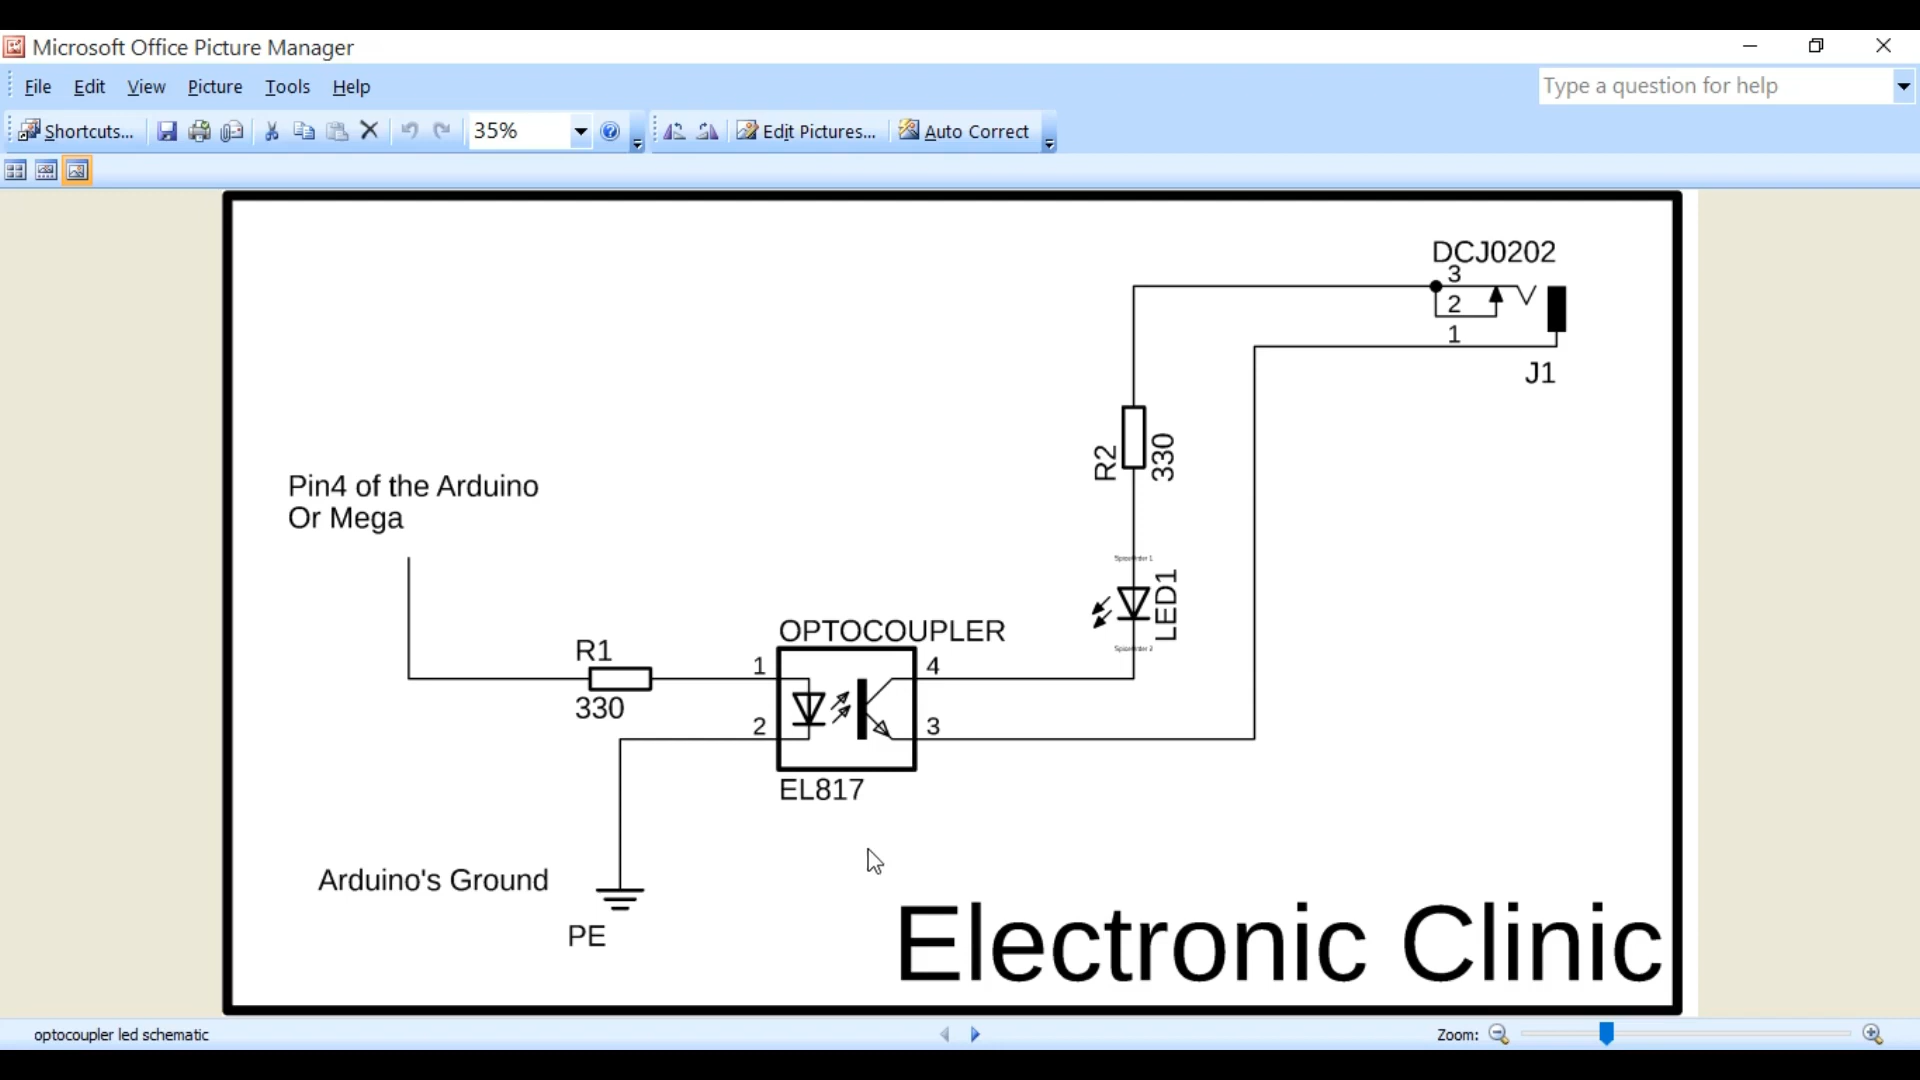 Microsoft Office Picture Manager
File Edit View Picture Tools Help
Type a question for help
Shortcuts...
35%
Edit Pictures...
Auto Correct
DCJ0202
3
2
1
J1
R2
330
Pin4 of the Arduino
Or Mega
LED1
OPTOCOUPLER
R1
330
1
4
2
3
EL817
Arduino's Ground
PE
Electronic Clinic
optocoupler led schematic
Zoom: